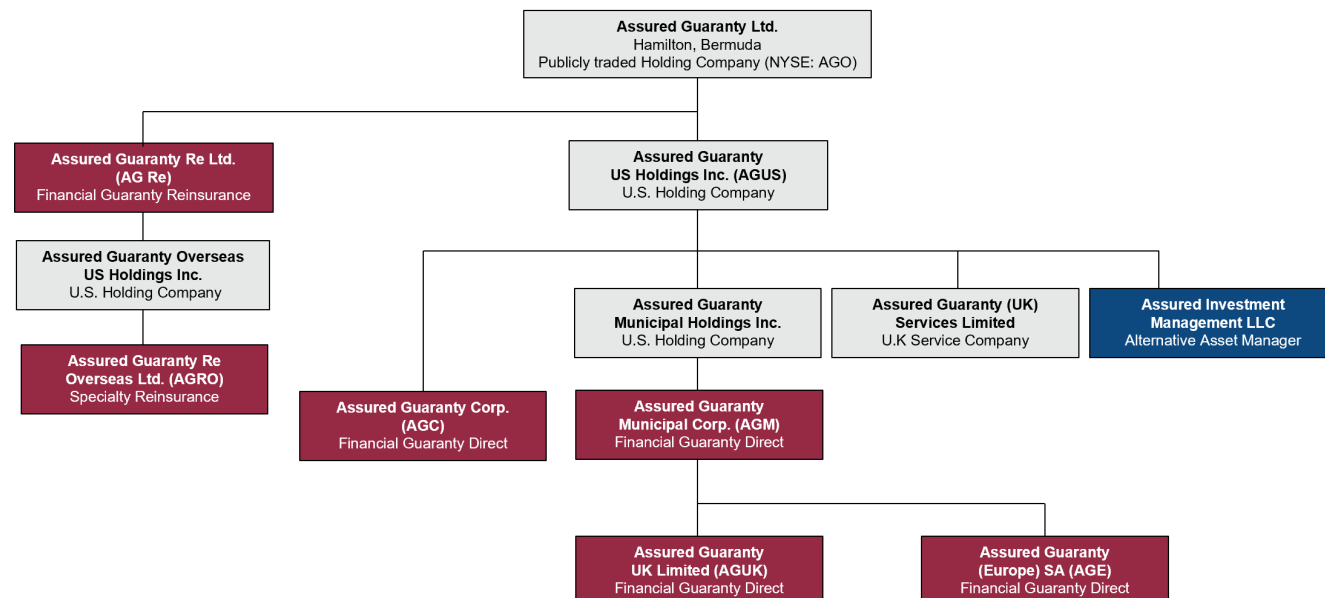 Assured Guaranty Ltd.
Hamilton, Bermuda
Publicly traded Holding Company (NYSE: AGO)
Assured Guaranty Re Ltd.
(AG Re)
Financial Guaranty Reinsurance
Assured Guaranty
US Holdings Inc. (AGUS)
U.S. Holding Company
Assured Guaranty Overseas
US Holdings Inc.
U.S. Holding Company
Assured Guaranty
Municipal Holdings Inc.
U.S. Holding Company
Assured Guaranty (UK)
Services Limited
U.K Service Company
Assured Investment
Management LLC
Alternative Asset Manager
Assured Guaranty Re
Overseas Ltd. (AGRO)
Specialty Reinsurance
Assured Guaranty Corp.
(AGC)
Financial Guaranty Direct
Assured Guaranty
Municipal Corp. (AGM)
Financial Guaranty Direct
Assured Guaranty
UK Limited (AGUK)
Financial Guaranty Direct
Assured Guaranty
(Europe) SA (AGE)
Financial Guaranty Direct